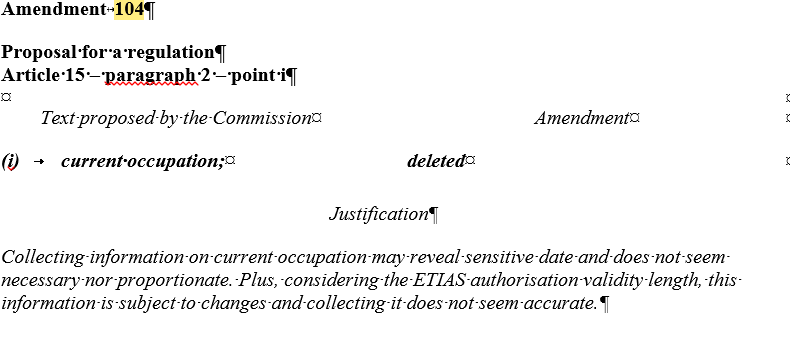 Amendment 104
Proposal for a regulation
Article 15 – paragraph 2 – point i
Text proposed by the Commission Amendment
(i) current occupation; deleted
Justification
Collecting information on current occupation may reveal sensitive date and does not seem
necessary nor proportionate. Plus, considering the ETIAS authorisation validity length, this
information is subject to changes and collecting it does not seem accurate.